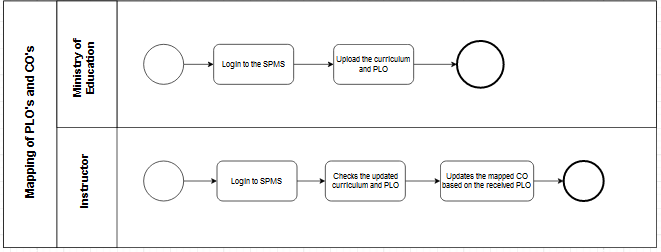 Mapping of PLO's and CO's
Ministry of
Education
Login to the SPMS
Upload the curriculum
and PLO
Instructor
Login to SPMS
Checks the updated
curriculum and PLO
Updates the mapped CO
based on the received PLO